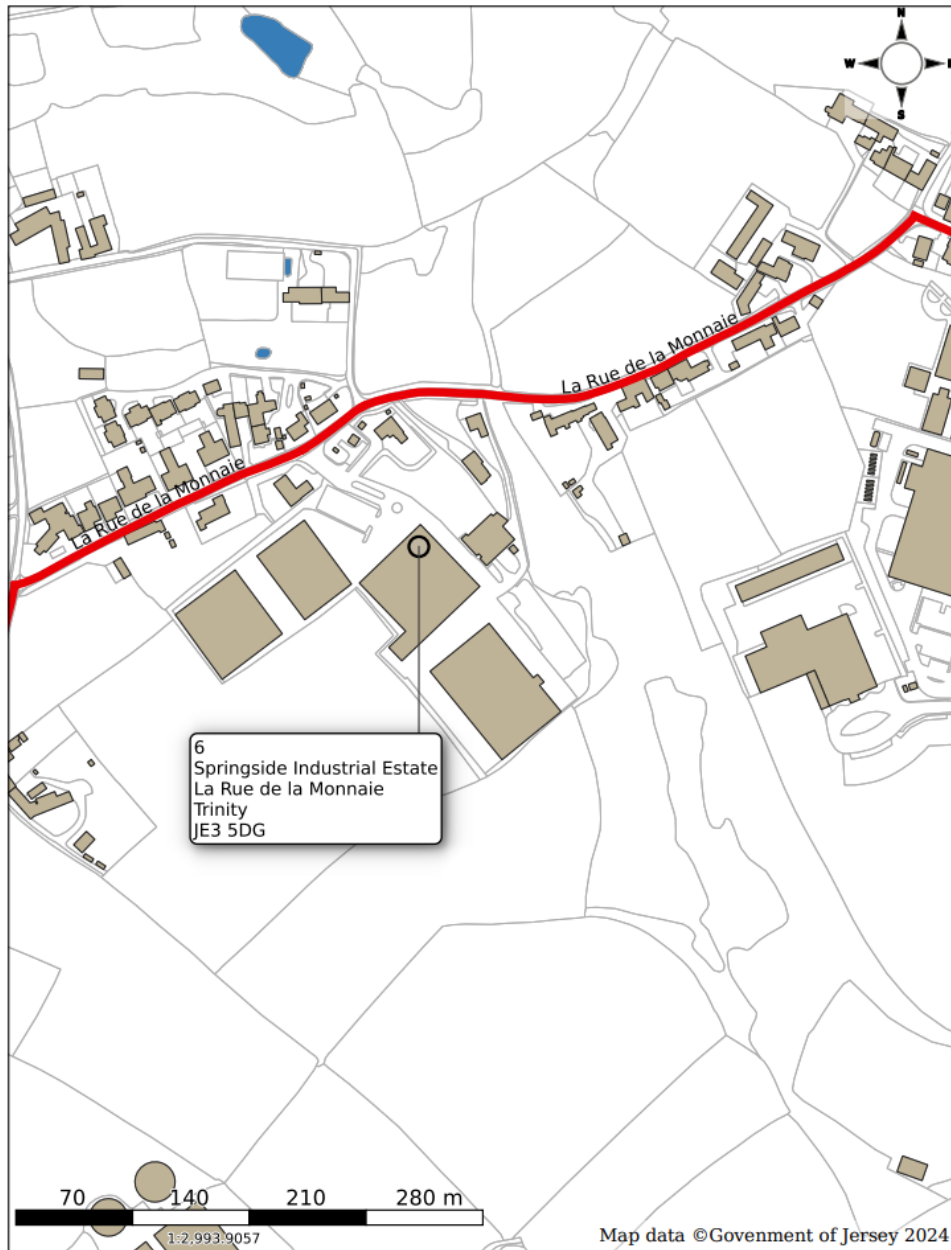 N
W
S
La Rue de la Monnaie
La Rue de la Monnaie
6
Springside Industrial Estate
La Rue de la Monnaie
Trinity
JE3 5DG
70 140 210 280 m
1:2,993.9057
Map data ©Govenment of Jersey 2024